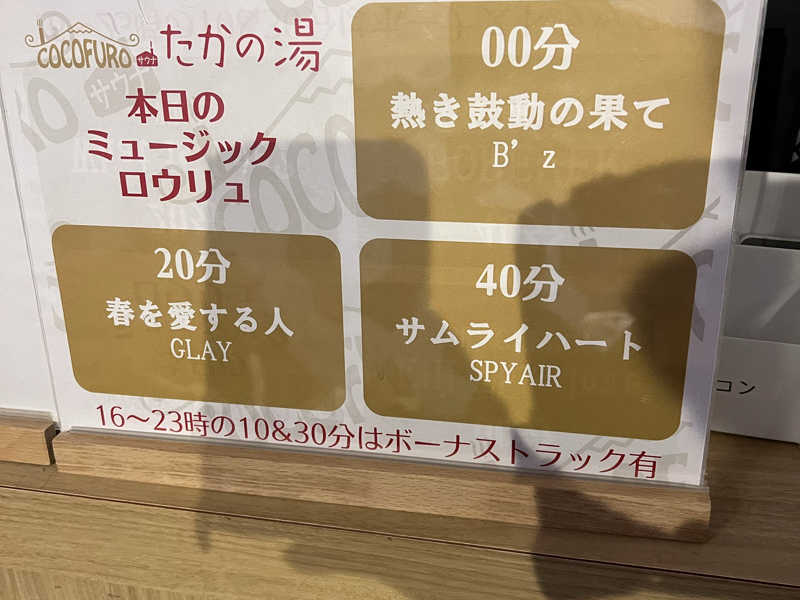 COCOFURO サウナ たかの湯
本日の
ミュージック
ロウリュ
00分
熱き鼓動の果て
B'z
20分
春を愛する人
GLAY
40分
サムライハート
SPYAIR
16～23時の10&30分はボーナストラック有
コン